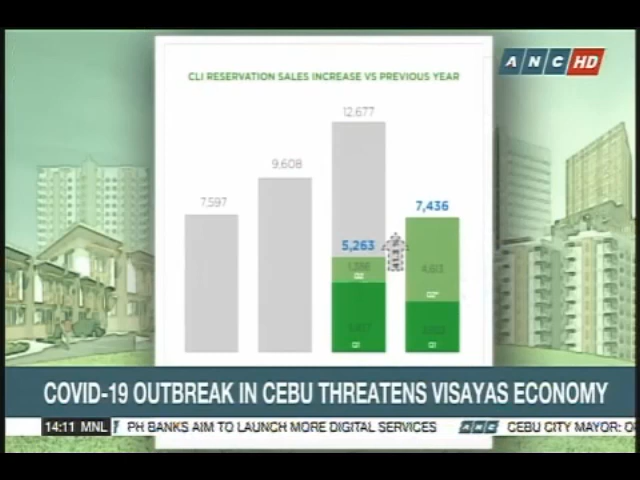 ANC HD
CLI RESERVATION SALES INCREASE VS PREVIOUS YEAR
12,677
9,608
7,597
7,436
5,263
Q2*
Q1
Q1
COVID-19 OUTBREAK IN CEBU THREATENS VISAYAS ECONOMY
14:11 MNL
PH BANKS AIM TO LAUNCH MORE DIGITAL SERVICES
ANC
CEBU CITY MAYOR: